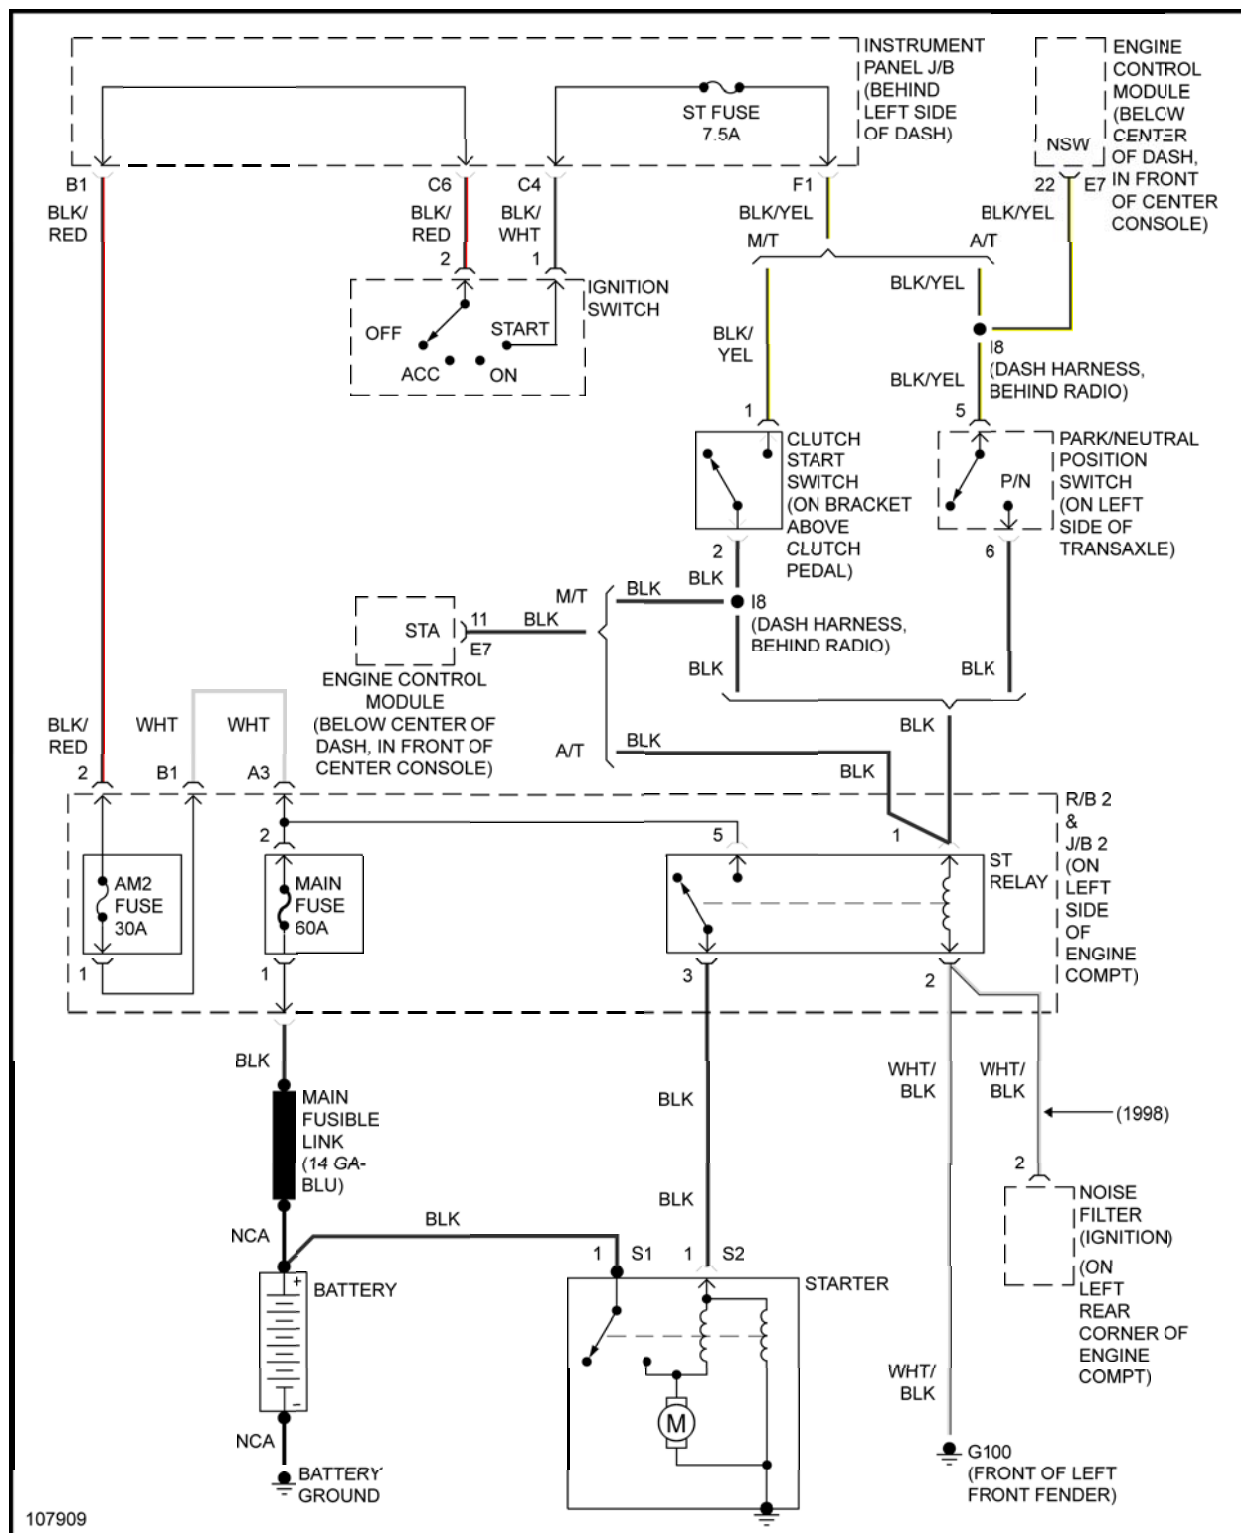 INSTRUMENT
PANEL J/B
(BEHIND
LEFT SIDE
OF DASH)
ST FUSE
7.5A
ENGINE
CONTROL
MODULE
(BELOW
CENTER
OF DASH,
IN FRONT
OF CENTER
CONSOLE)
NSW
B1
C6
C4
F1
22
E7
BLK/
RED
BLK/
RED
BLK/
WHT
BLK/YEL
BLK/YEL
M/T
A/T
2
1
IGNITION
SWITCH
OFF
START
ACC
ON
BLK/YEL
BLK/
YEL
I8
(DASH HARNESS,
BEHIND RADIO)
BLK/YEL
1
5
CLUTCH
START
SWITCH
(ON BRACKET
ABOVE
CLUTCH
PEDAL)
PARK/NEUTRAL
POSITION
SWITCH
(ON LEFT
SIDE OF
TRANSAXLE)
P/N
2
6
BLK
M/T
BLK
I8
(DASH HARNESS,
BEHIND RADIO)
STA
11
BLK
E7
ENGINE CONTROL
MODULE
(BELOW CENTER OF
DASH, IN FRONT OF
CENTER CONSOLE)
BLK
BLK
BLK/
RED
WHT
WHT
A/T
BLK
BLK
BLK
2
B1
A3
R/B 2
&
J/B 2
(ON
LEFT
SIDE
OF
ENGINE
COMPT)
2
5
1
AM2
FUSE
30A
MAIN
FUSE
60A
ST
RELAY
1
1
3
2
BLK
MAIN
FUSIBLE
LINK
(14 GA-
BLU)
BLK
WHT/
BLK
WHT/
BLK
(1998)
2
NCA
BLK
BLK
NOISE
FILTER
(IGNITION)
(ON
LEFT
REAR
CORNER OF
ENGINE
COMPT)
1
S1
1
S2
+
BATTERY
STARTER
-
WHT/
BLK
M
NCA
BATTERY
GROUND
G100
(FRONT OF LEFT
FRONT FENDER)
107909